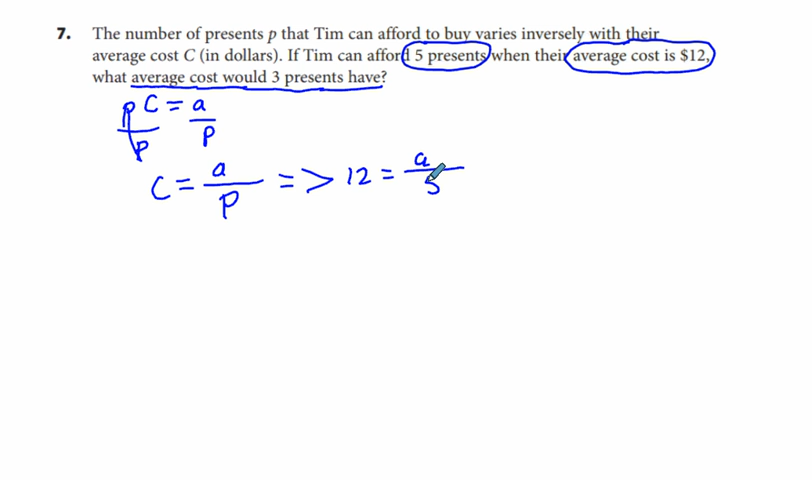 7. The number of presents p that Tim can afford to buy varies inversely with their
average cost C (in dollars). If Tim can afford 5 presents when their average cost is $12,
what average cost would 3 presents have?
pC = a
p p
C = a/p => 12 = a/5